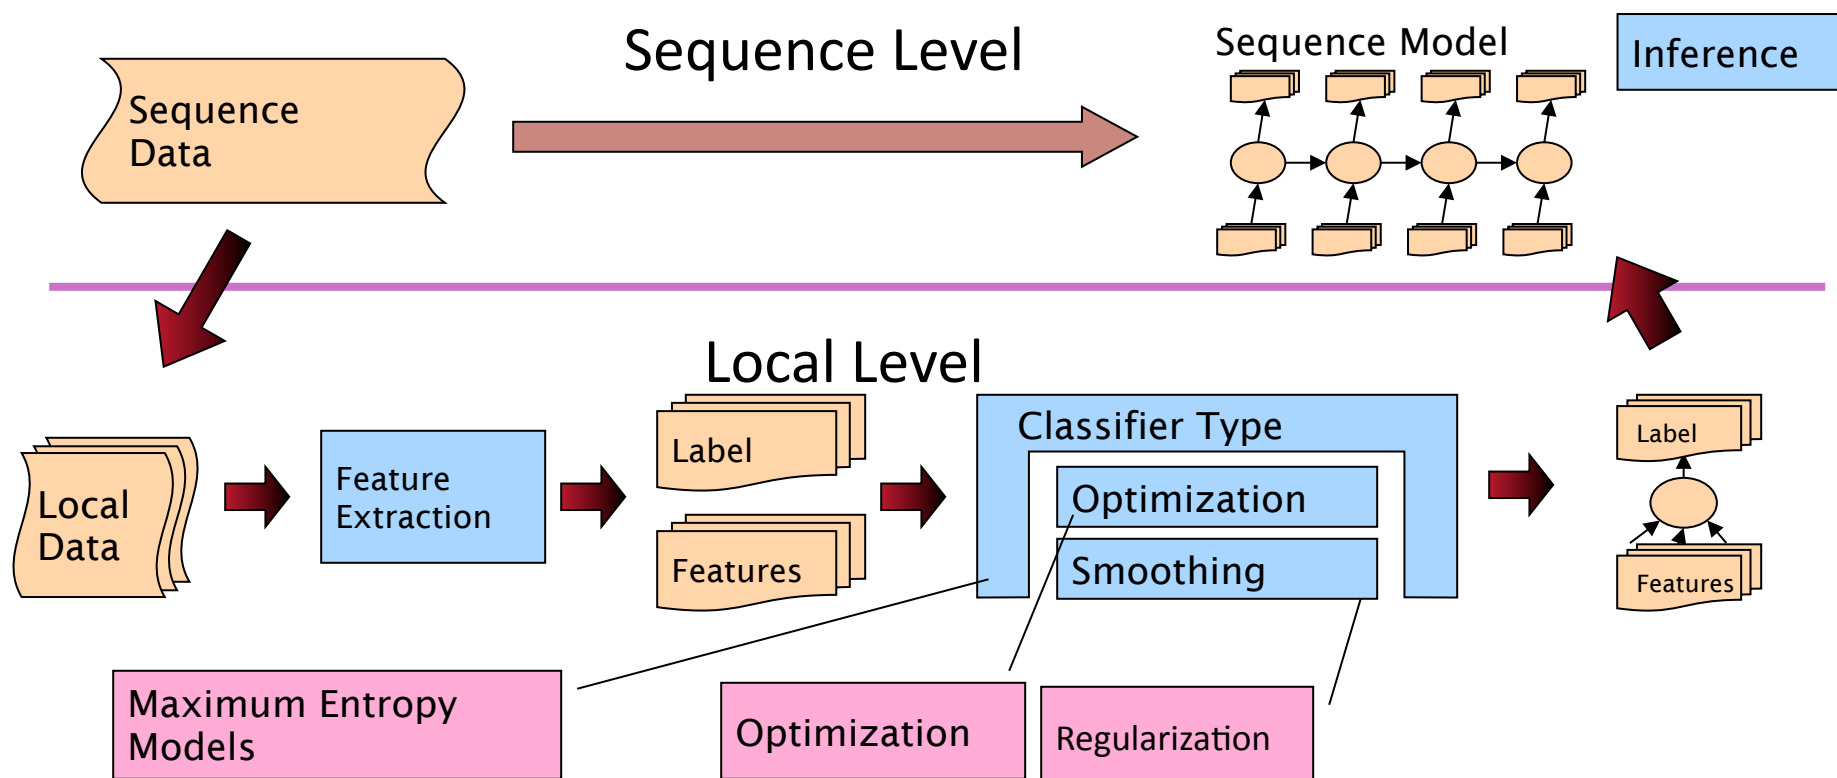 Sequence Level
Sequence Model
Inference
Sequence
Data
Local Level
Local
Data
Feature
Extraction
Label
Features
Classifier Type
Optimization
Smoothing
Label
Features
Maximum Entropy
Models
Optimization
Regularization